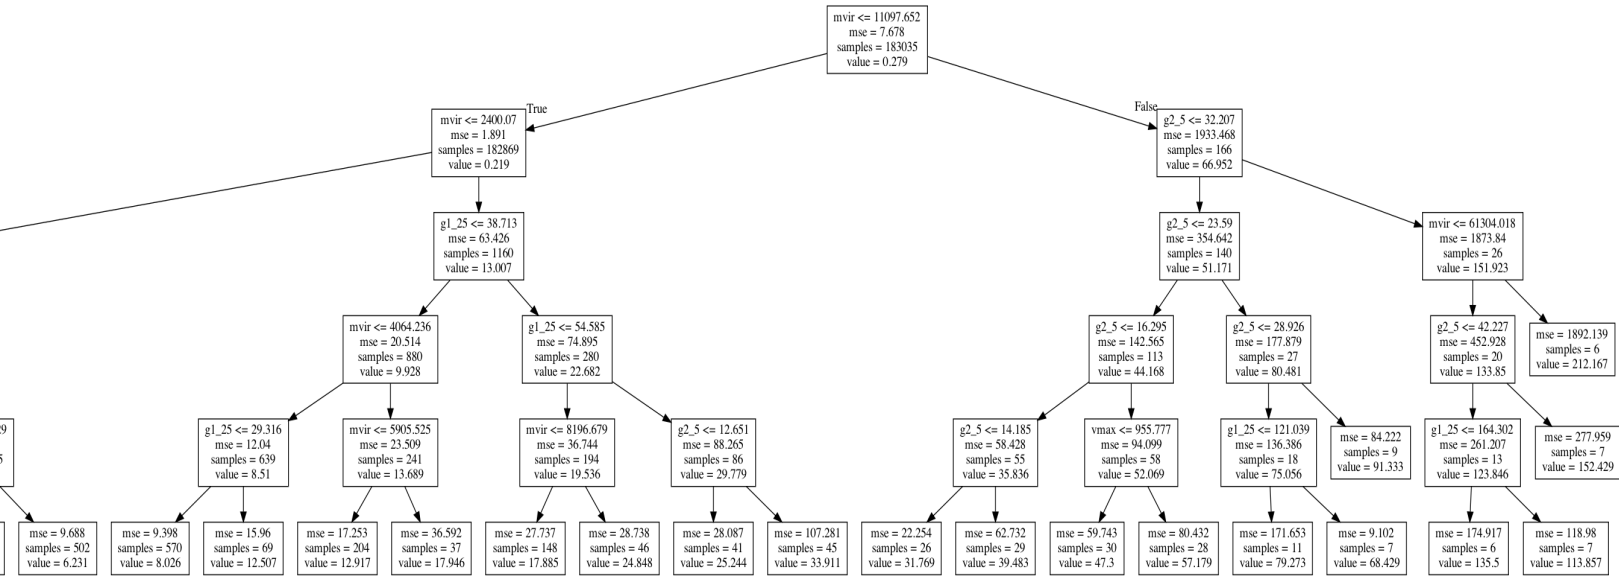 mvir <= 11097.652
mse = 7.678
samples = 183035
value = 0.279
True
False
mvir <= 2400.07
mse = 1.891
samples = 182869
value = 0.219
g2_5 <= 32.207
mse = 1933.468
samples = 166
value = 66.952
g1_25 <= 38.713
mse = 63.426
samples = 1160
value = 13.007
g2_5 <= 23.59
mse = 354.642
samples = 140
value = 51.171
mvir <= 61304.018
mse = 1873.84
samples = 26
value = 151.923
mvir <= 4064.236
mse = 20.514
samples = 880
value = 9.928
g1_25 <= 54.585
mse = 74.895
samples = 280
value = 22.682
g2_5 <= 16.295
mse = 142.565
samples = 113
value = 44.168
g2_5 <= 28.926
mse = 177.879
samples = 27
value = 80.481
g2_5 <= 42.227
mse = 452.928
samples = 20
value = 133.85
mse = 1892.139
samples = 6
value = 212.167
29
5
g1_25 <= 29.316
mse = 12.04
samples = 639
value = 8.51
mvir <= 5905.525
mse = 23.509
samples = 241
value = 13.689
mvir <= 8196.679
mse = 36.744
samples = 194
value = 19.536
g2_5 <= 12.651
mse = 88.265
samples = 86
value = 29.779
g2_5 <= 14.185
mse = 58.428
samples = 55
value = 35.836
vmax <= 955.777
mse = 94.099
samples = 58
value = 52.069
g1_25 <= 121.039
mse = 136.386
samples = 18
value = 75.056
mse = 84.222
samples = 9
value = 91.333
g1_25 <= 164.302
mse = 261.207
samples = 13
value = 123.846
mse = 277.959
samples = 7
value = 152.429
mse = 9.688
samples = 502
value = 6.231
mse = 9.398
samples = 570
value = 8.026
mse = 15.96
samples = 69
value = 12.507
mse = 17.253
samples = 204
value = 12.917
mse = 36.592
samples = 37
value = 17.946
mse = 27.737
samples = 148
value = 17.885
mse = 28.738
samples = 46
value = 24.848
mse = 28.087
samples = 41
value = 25.244
mse = 107.281
samples = 45
value = 33.911
mse = 22.254
samples = 26
value = 31.769
mse = 62.732
samples = 29
value = 39.483
mse = 59.743
samples = 30
value = 47.3
mse = 80.432
samples = 28
value = 57.179
mse = 171.653
samples = 11
value = 79.273
mse = 9.102
samples = 7
value = 68.429
mse = 174.917
samples = 6
value = 135.5
mse = 118.98
samples = 7
value = 113.857